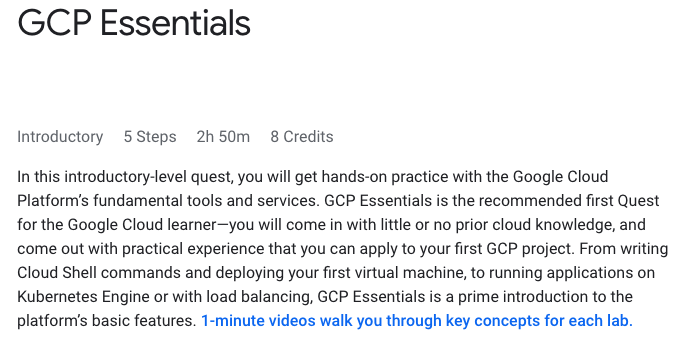 GCP Essentials
Introductory 5 Steps 2h 50m 8 Credits
In this introductory-level quest, you will get hands-on practice with the Google Cloud
Platform’s fundamental tools and services. GCP Essentials is the recommended first Quest
for the Google Cloud learner—you will come in with little or no prior cloud knowledge, and
come out with practical experience that you can apply to your first GCP project. From writing
Cloud Shell commands and deploying your first virtual machine, to running applications on
Kubernetes Engine or with load balancing, GCP Essentials is a prime introduction to the
platform’s basic features. 1-minute videos walk you through key concepts for each lab.